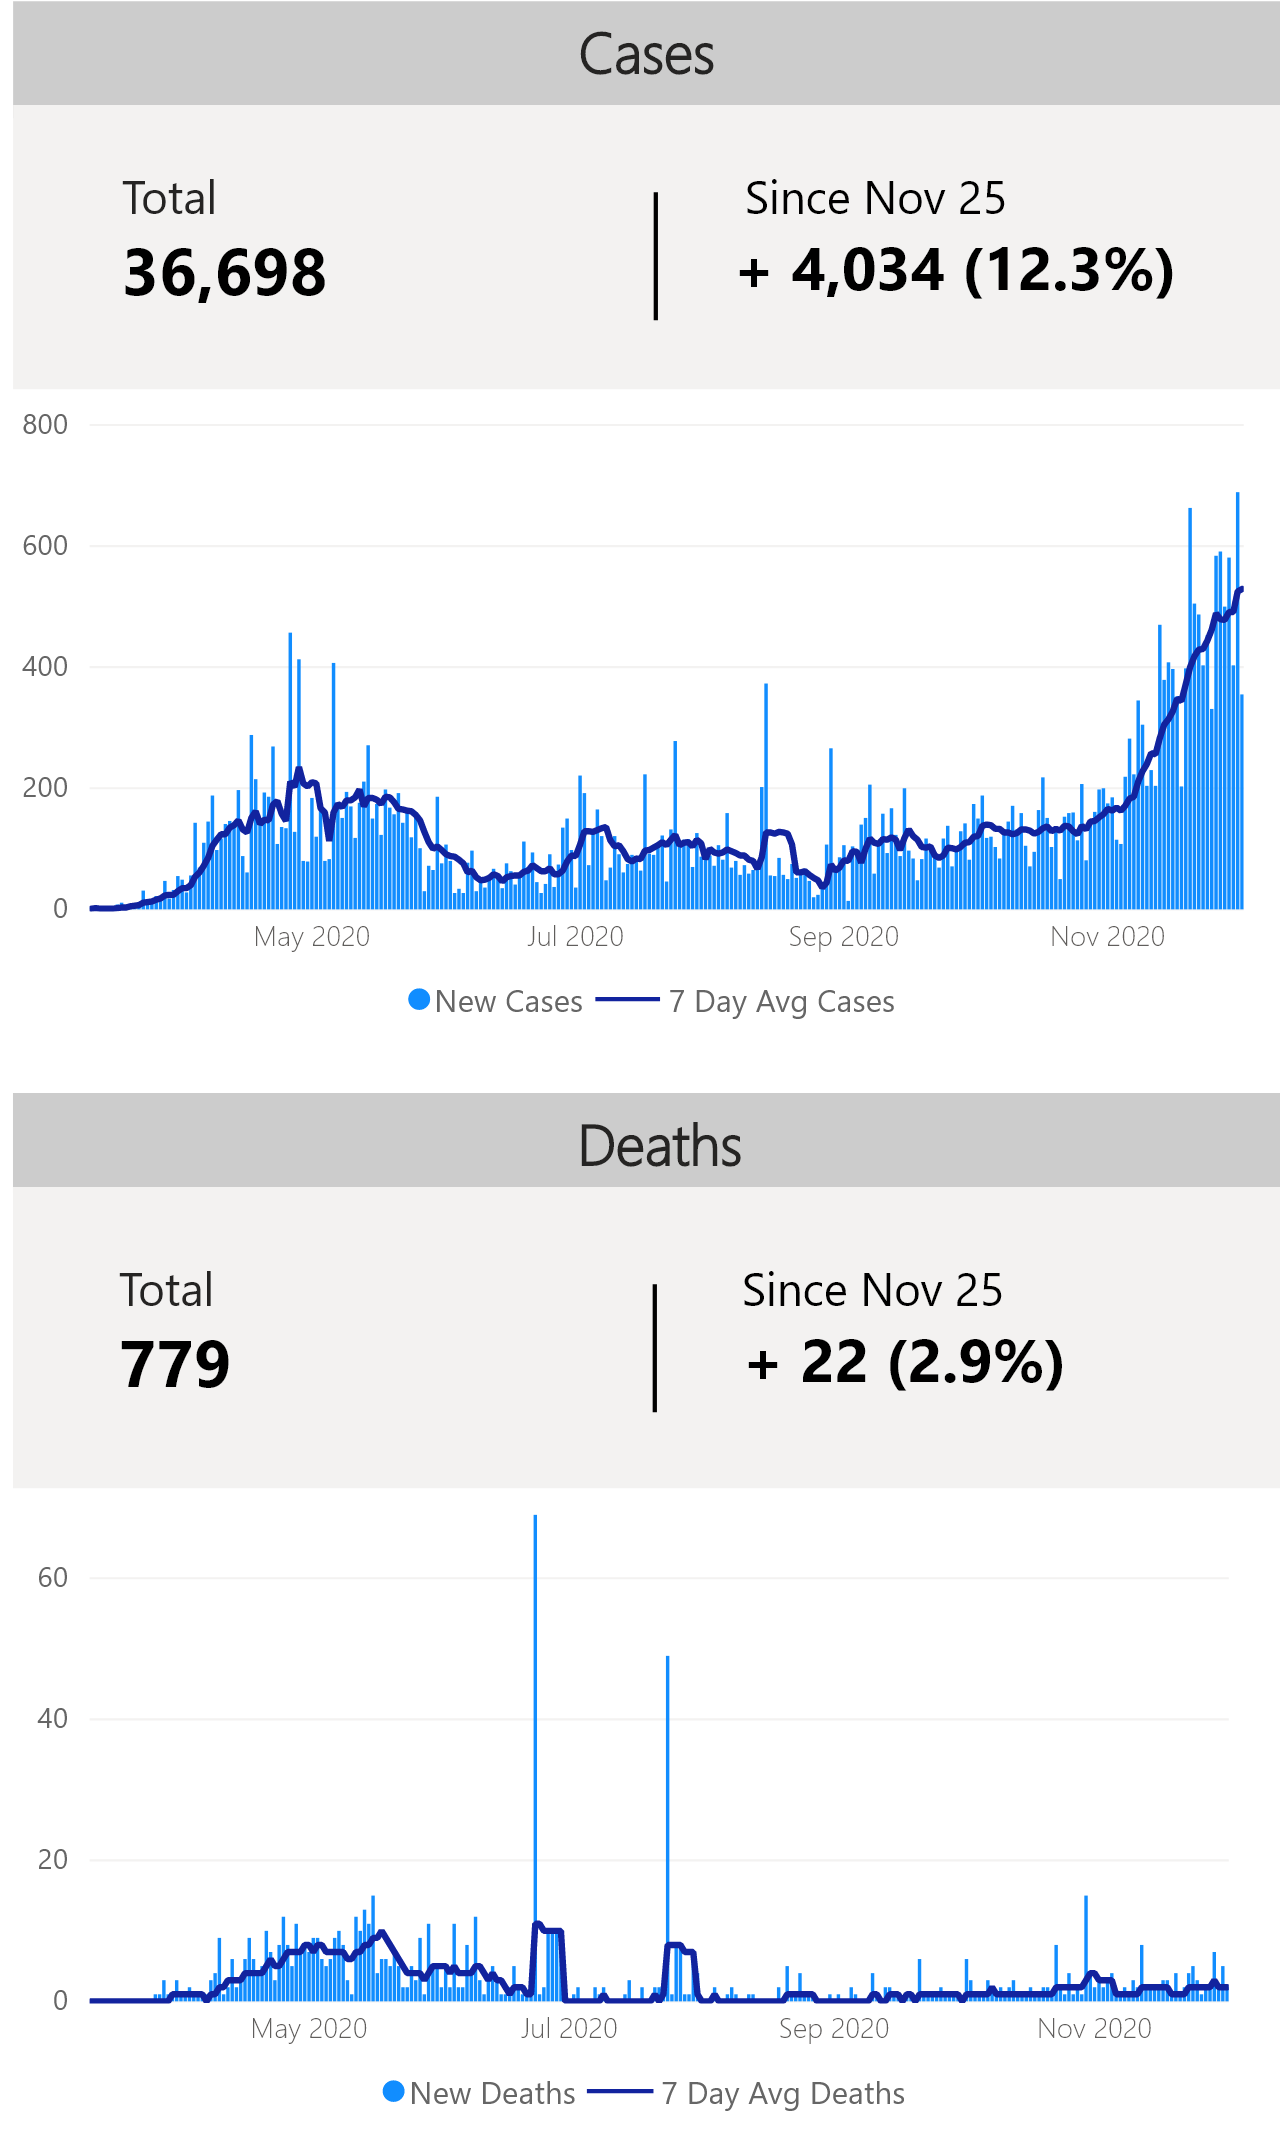 Cases
Total
36,698
Since Nov 25
+ 4,034 (12.3%)
800
600
400
200
0
May 2020 Jul 2020 Sep 2020 Nov 2020
New Cases 7 Day Avg Cases
Deaths
Total
779
Since Nov 25
+ 22 (2.9%)
60
40
20
0
May 2020 Jul 2020 Sep 2020 Nov 2020
New Deaths 7 Day Avg Deaths